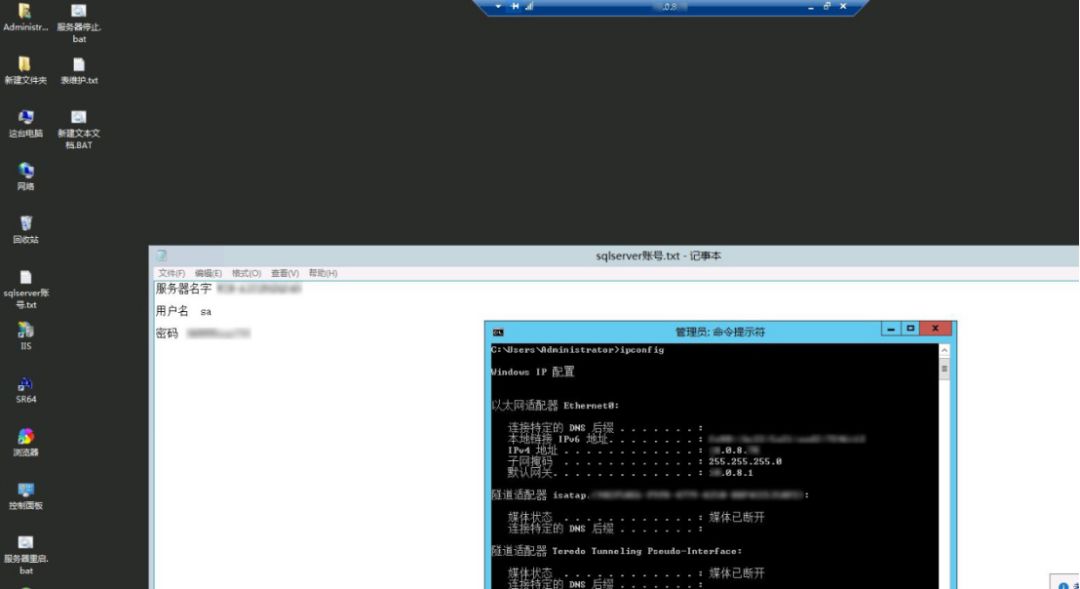 Administr...
服务器停止.
bat
.0.8.
新建文件夹
表维护.txt
这台电脑
新建文本文
档.BAT
网络
回收站
sqlserver账
号.txt
IIS
SR64
浏览器
控制面板
服务器重启.
bat
sqlserver账号.txt - 记事本
文件(F) 编辑(E) 格式(O) 查看(V) 帮助(H)
服务器名字
用户名 sa
密码
管理员: 命令提示符
C:\Users\Administrator>ipconfig
Windows IP 配置
以太网适配器 Ethernet0:
连接特定的 DNS 后缀 . . . . . . . :
本地链接 IPv6 地址. . . . . . . . :
IPv4 地址 . . . . . . . . . . . . : .0.8.
子网掩码 . . . . . . . . . . . . : 255.255.255.0
默认网关. . . . . . . . . . . . . : .0.8.1
隧道适配器 isatap. :
媒体状态 . . . . . . . . . . . . : 媒体已断开
连接特定的 DNS 后缀 . . . . . . . :
隧道适配器 Teredo Tunneling Pseudo-Interface:
媒体状态 . . . . . . . . . . . . : 媒体已断开
连接特定的 DNS 后缀 . . . . . . . :